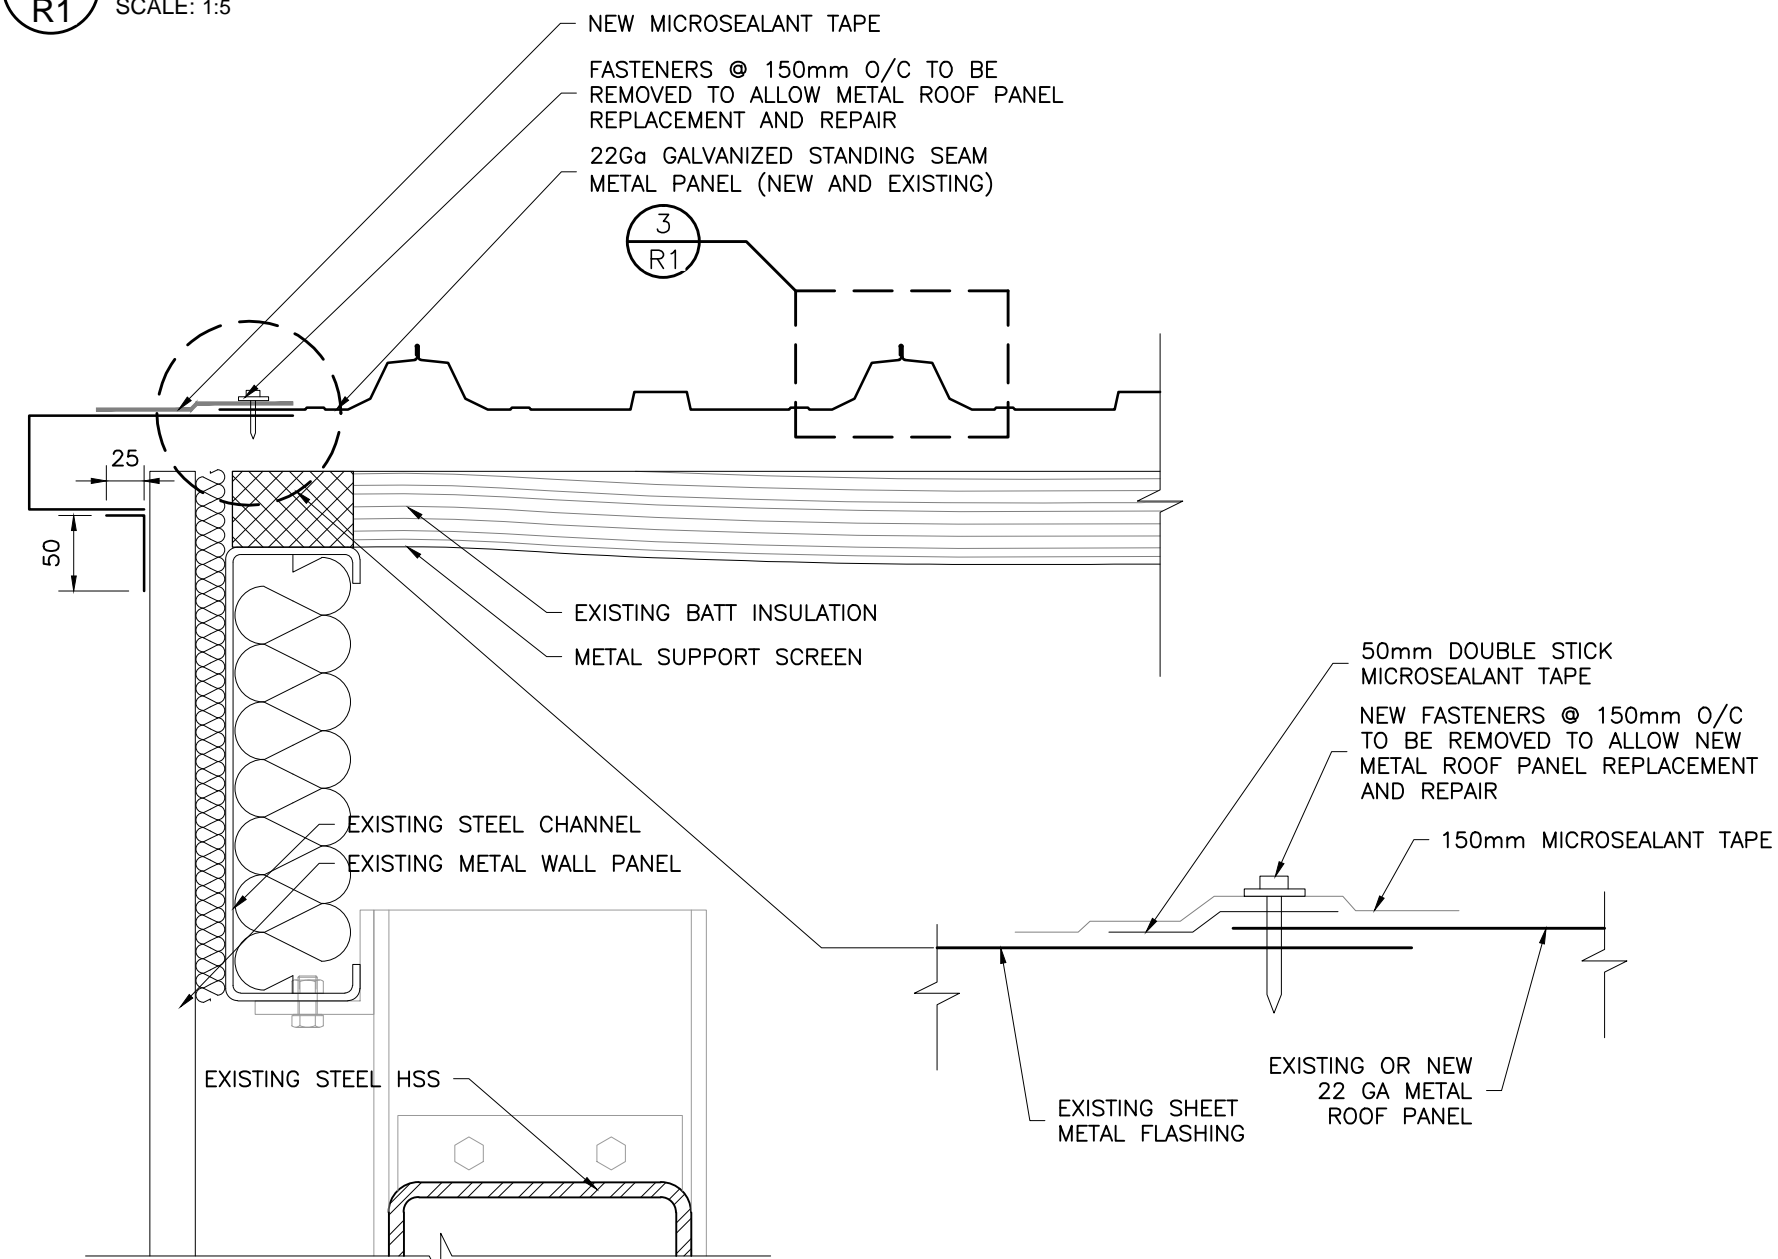 R1
SCALE: 1:5
NEW MICROSEALANT TAPE
FASTENERS @ 150mm O/C TO BE
REMOVED TO ALLOW METAL ROOF PANEL
REPLACEMENT AND REPAIR
22Ga GALVANIZED STANDING SEAM
METAL PANEL (NEW AND EXISTING)
3
R1
25
50
EXISTING BATT INSULATION
METAL SUPPORT SCREEN
50mm DOUBLE STICK
MICROSEALANT TAPE
NEW FASTENERS @ 150mm O/C
TO BE REMOVED TO ALLOW NEW
METAL ROOF PANEL REPLACEMENT
AND REPAIR
150mm MICROSEALANT TAPE
EXISTING STEEL CHANNEL
EXISTING METAL WALL PANEL
EXISTING STEEL HSS
EXISTING SHEET
METAL FLASHING
EXISTING OR NEW
22 GA METAL
ROOF PANEL